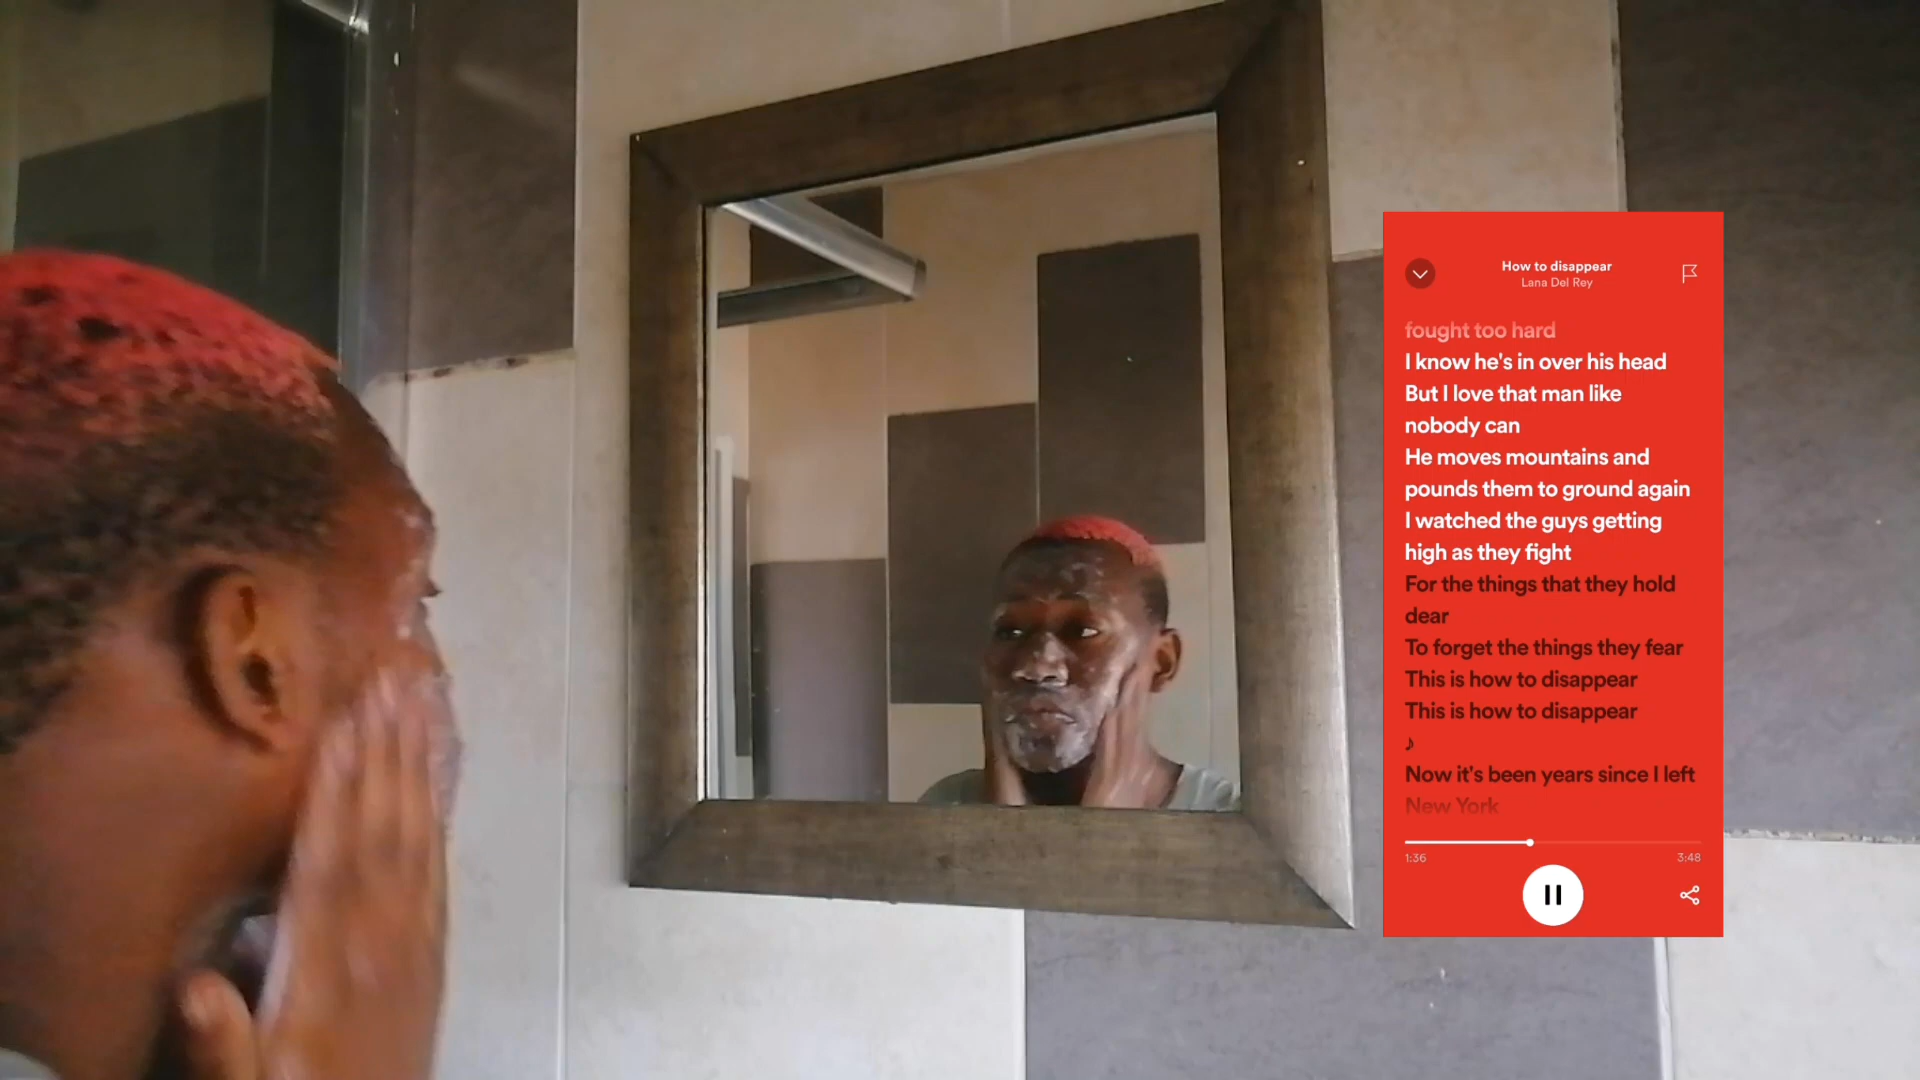 How to disappear
Lana Del Rey
fought too hard
I know he's in over his head
But I love that man like
nobody can
He moves mountains and
pounds them to ground again
I watched the guys getting
high as they fight
For the things that they hold
dear
To forget the things they fear
This is how to disappear
This is how to disappear
♪
Now it's been years since I left
New York
1:36
3:48